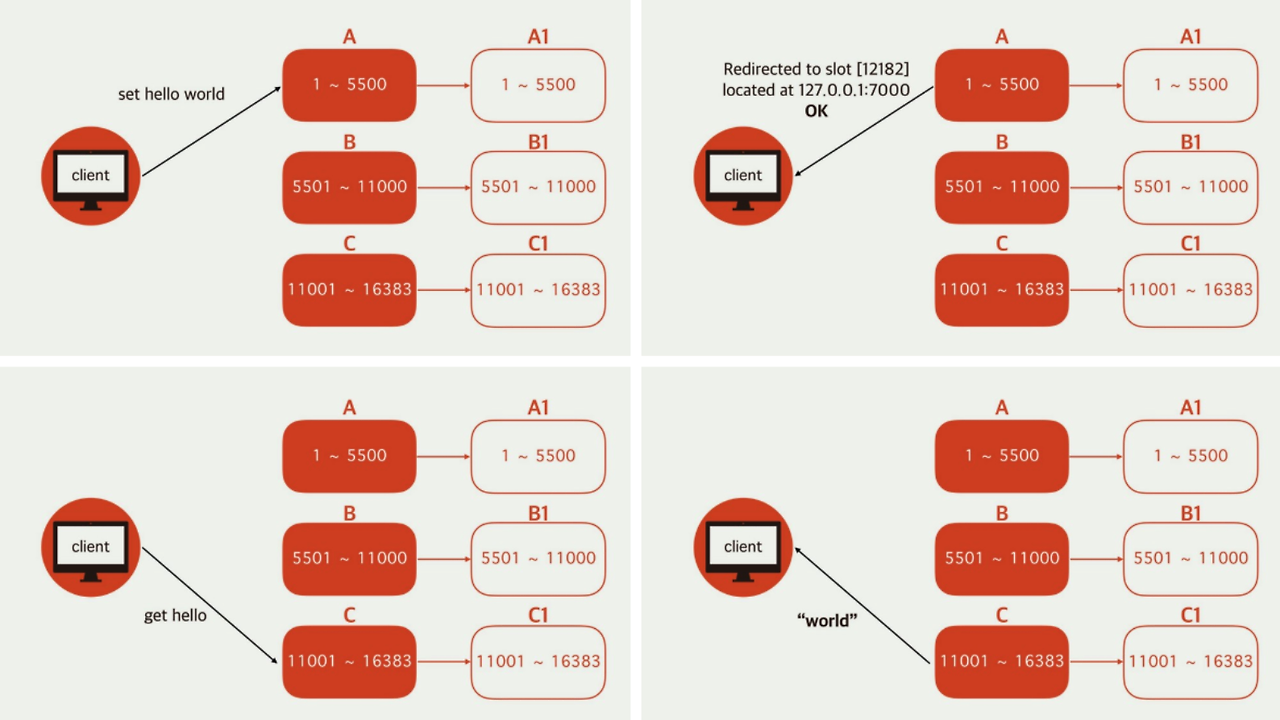 A
A1
set hello world
1 ~ 5500
1 ~ 5500
B
B1
client
5501 ~ 11000
5501 ~ 11000
C
C1
11001 ~ 16383
11001 ~ 16383
A
A1
Redirected to slot [12182]
located at 127.0.0.1:7000
OK
1 ~ 5500
1 ~ 5500
B
B1
client
5501 ~ 11000
5501 ~ 11000
C
C1
11001 ~ 16383
11001 ~ 16383
A
A1
1 ~ 5500
1 ~ 5500
B
B1
client
5501 ~ 11000
5501 ~ 11000
get hello
C
C1
11001 ~ 16383
11001 ~ 16383
A
A1
1 ~ 5500
1 ~ 5500
B
B1
client
5501 ~ 11000
5501 ~ 11000
“world”
C
C1
11001 ~ 16383
11001 ~ 16383